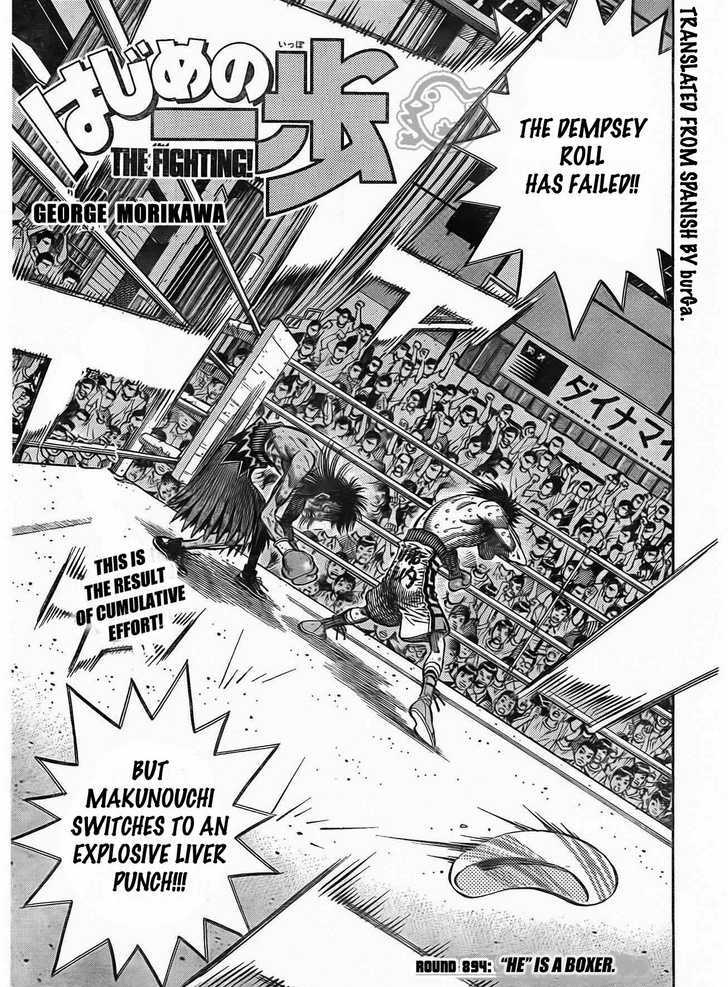 はじめの一歩
いっぽ
THE FIGHTING!
GEORGE MORIKAWA
THE DEMPSEY
ROLL
HAS FAILED!!
TRANSLATED FROM SPANISH BY burGa.
ダイナマイ
THIS IS
THE RESULT
OF CUMULATIVE
EFFORT!
BUT
MAKUNOUCHI
SWITCHES TO AN
EXPLOSIVE LIVER
PUNCH!!!
ROUND 894: "HE" IS A BOXER.